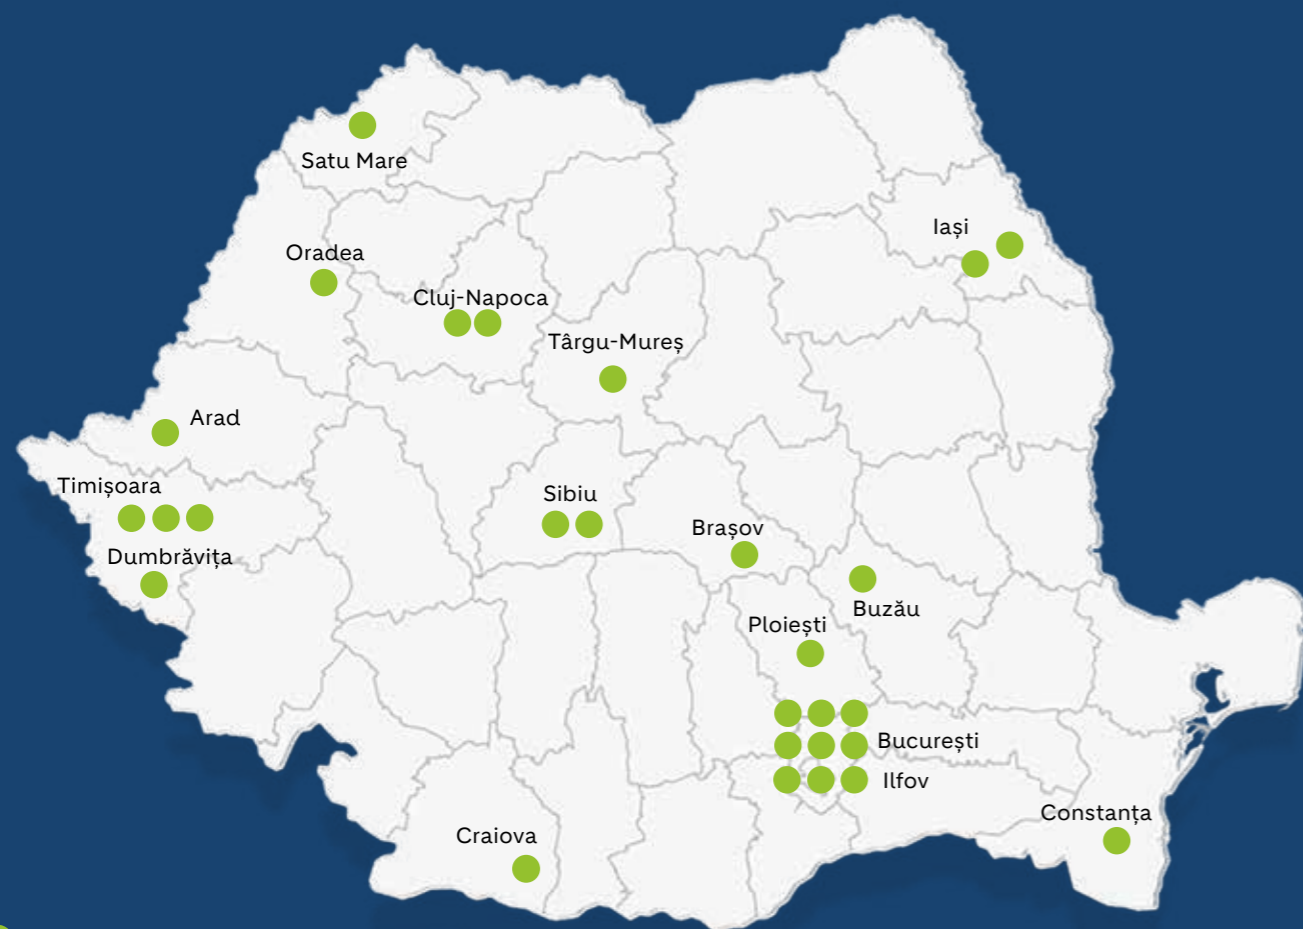 Satu Mare
Iași
Oradea
Cluj-Napoca
Târgu-Mureș
Arad
Timișoara
Sibiu
Brașov
Dumbrăvița
Buzău
Ploiești
București
Ilfov
Constanța
Craiova